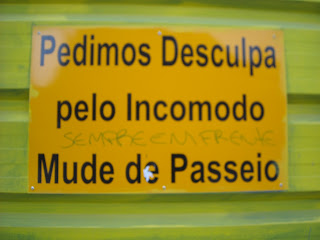 Pedimos Desculpa
pelo Incomodo
SEMPRE EM FRENTE
Mude de Passeio